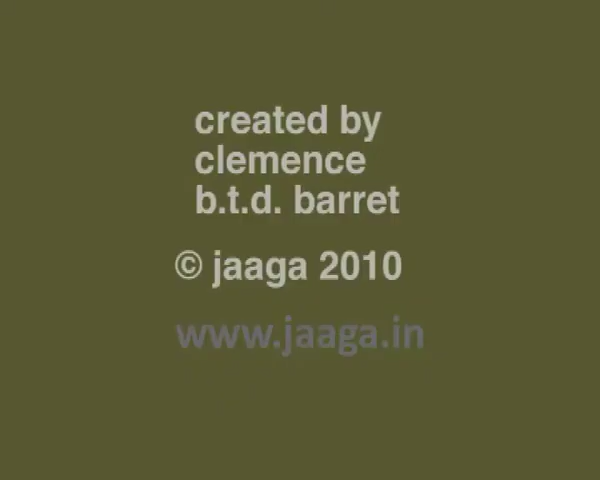 created by
clemence
b.t.d. barret
© jaaga 2010
www.jaaga.in